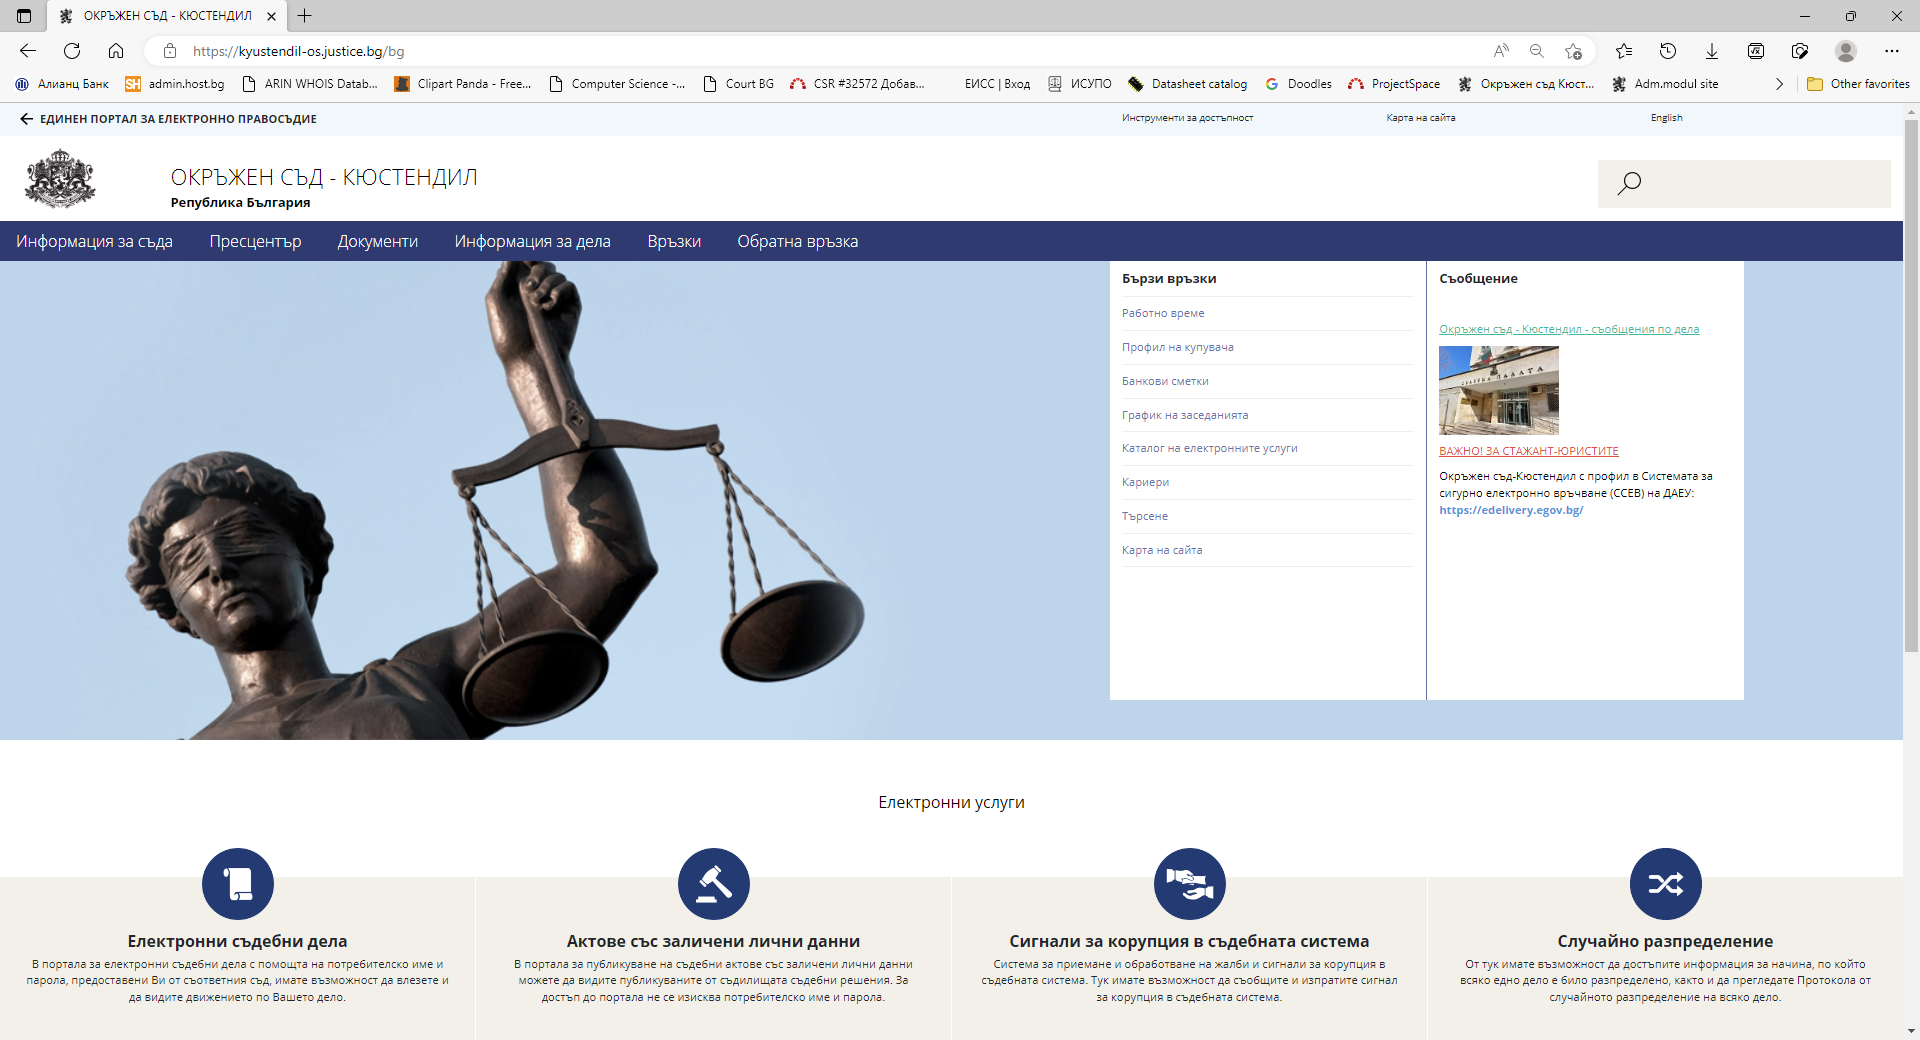 ОКРЪЖЕН СЪД - КЮСТЕНДИЛ
https://kyustendil-os.justice.bg/bg
Алианц Банк
SH admin.host.bg
ARIN WHOIS Datab...
Clipart Panda - Free...
Computer Science -...
Court BG
CSR #32572 Добав...
ЕИСС | Вход
ИСУПО
Datasheet catalog
Doodles
ProjectSpace
Окръжен съд Кюст...
Adm.modul site
Other favorites
ЕДИНЕН ПОРТАЛ ЗА ЕЛЕКТРОННО ПРАВОСЪДИЕ
Инструменти за достъпност
Карта на сайта
English
ОКРЪЖЕН СЪД - КЮСТЕНДИЛ
Република България
Информация за съда
Пресцентър
Документи
Информация за дела
Връзки
Обратна връзка
Бързи връзки
Работно време
Профил на купувача
Банкови сметки
График на заседанията
Каталог на електронните услуги
Кариери
Търсене
Карта на сайта
Съобщение
Окръжен съд - Кюстендил - съобщения по дела
СЪДЕБНА ПАЛАТА
ВАЖНО! ЗА СТАЖАНТ-ЮРИСТИТЕ
Окръжен съд-Кюстендил с профил в Системата за
сигурно електронно връчване (ССЕВ) на ДАЕУ:
https://edelivery.egov.bg/
Електронни услуги
Електронни съдебни дела
В портала за електронни съдебни дела с помощта на потребителско име и
парола, предоставени Ви от съответния съд, имате възможност да влезете и
да видите движението по Вашето дело.
Актове със заличени лични данни
В портала за публикуване на съдебни актове със заличени лични данни
можете да видите публикуваните от съдилищата съдебни решения. За
достъп до портала не се изисква потребителско име и парола.
Сигнали за корупция в съдебната система
Система за приемане и обработване на жалби и сигнали за корупция в
съдебната система. Тук имате възможност да съобщите и изпратите сигнал
за корупция в съдебната система.
Случайно разпределение
От тук имате възможност да достъпите информация за начина, по който
всяко едно дело е било разпределено, както и да прегледате Протокола от
случайното разпределение на всяко дело.